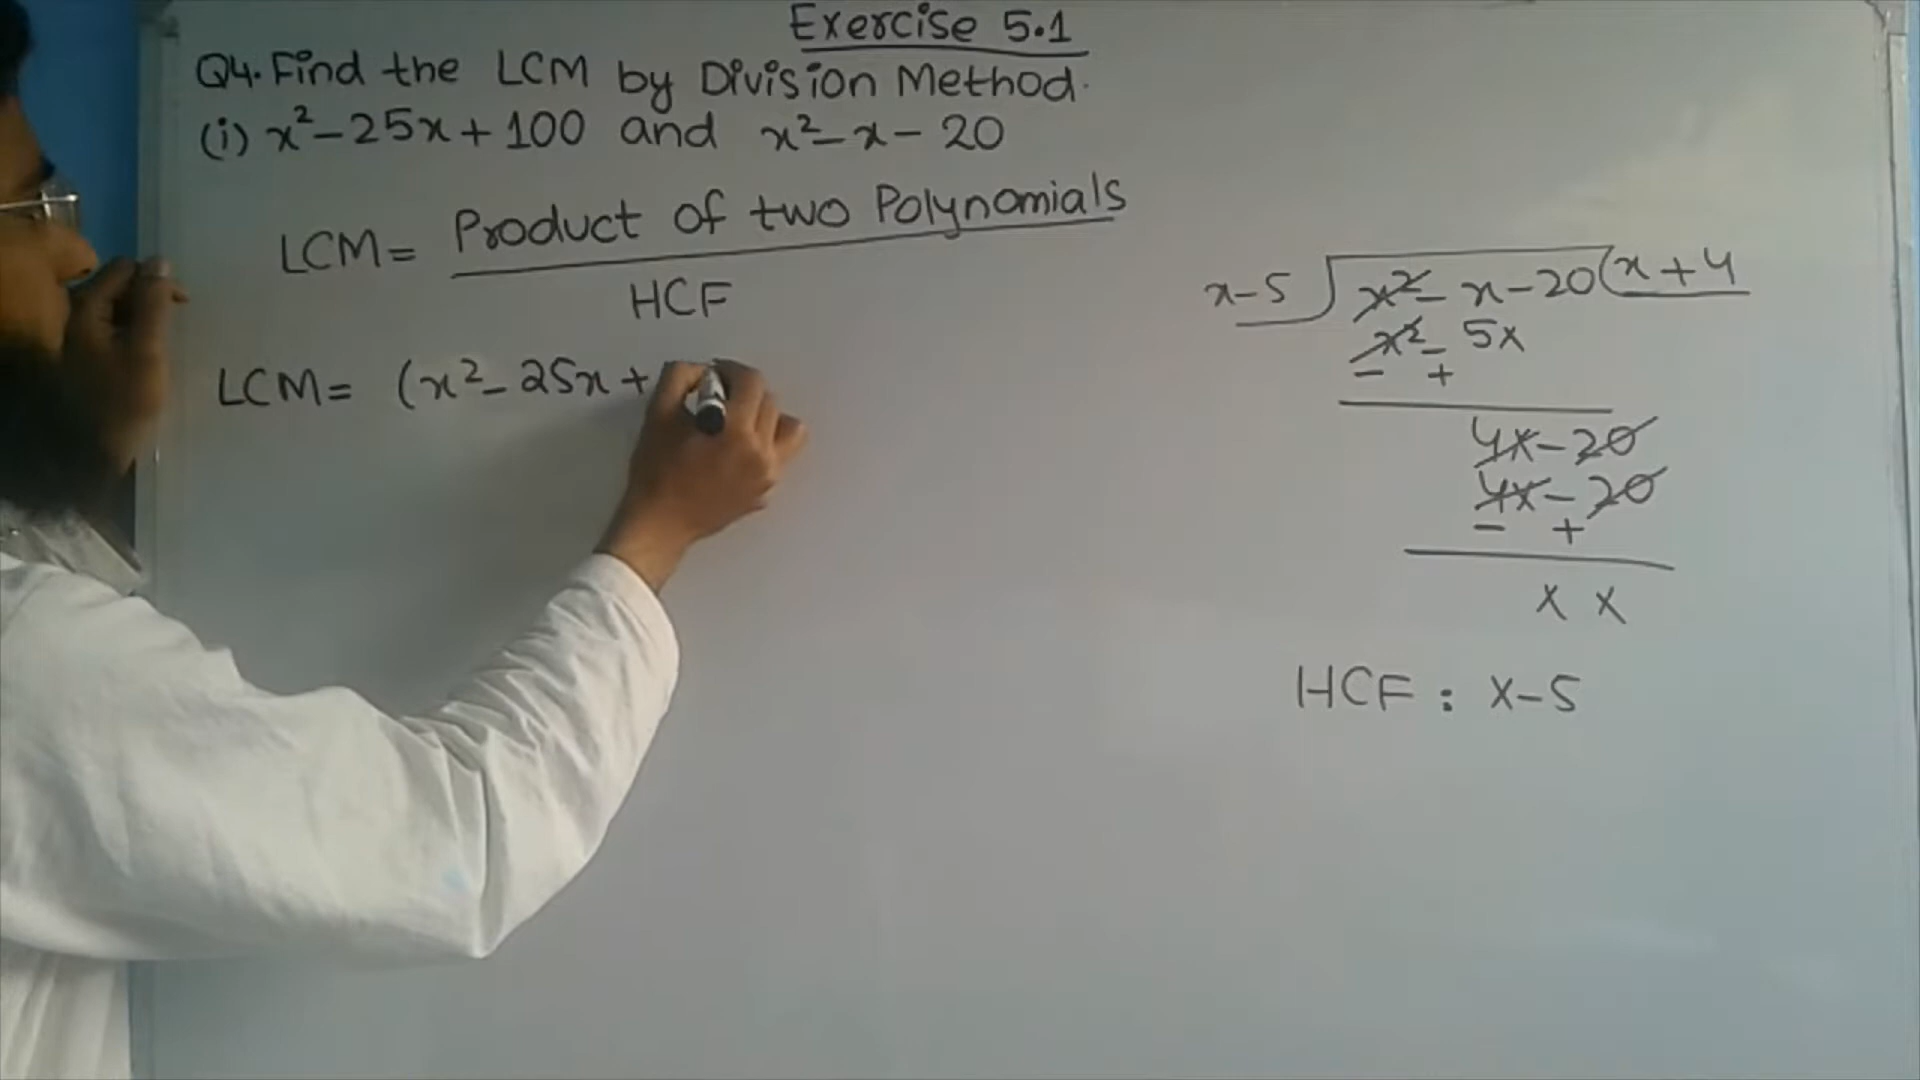 Exercise 5.1
Q4. Find the LCM by Division Method.
(i) x²-25x+100 and x²-x-20
LCM= Product of two Polynomials
HCF
LCM= (x²-25x+
x-5 ) x²-x-20 ( x+4
x²-5x
- +
4x-20
4x-20
- +
x x
HCF : x-5